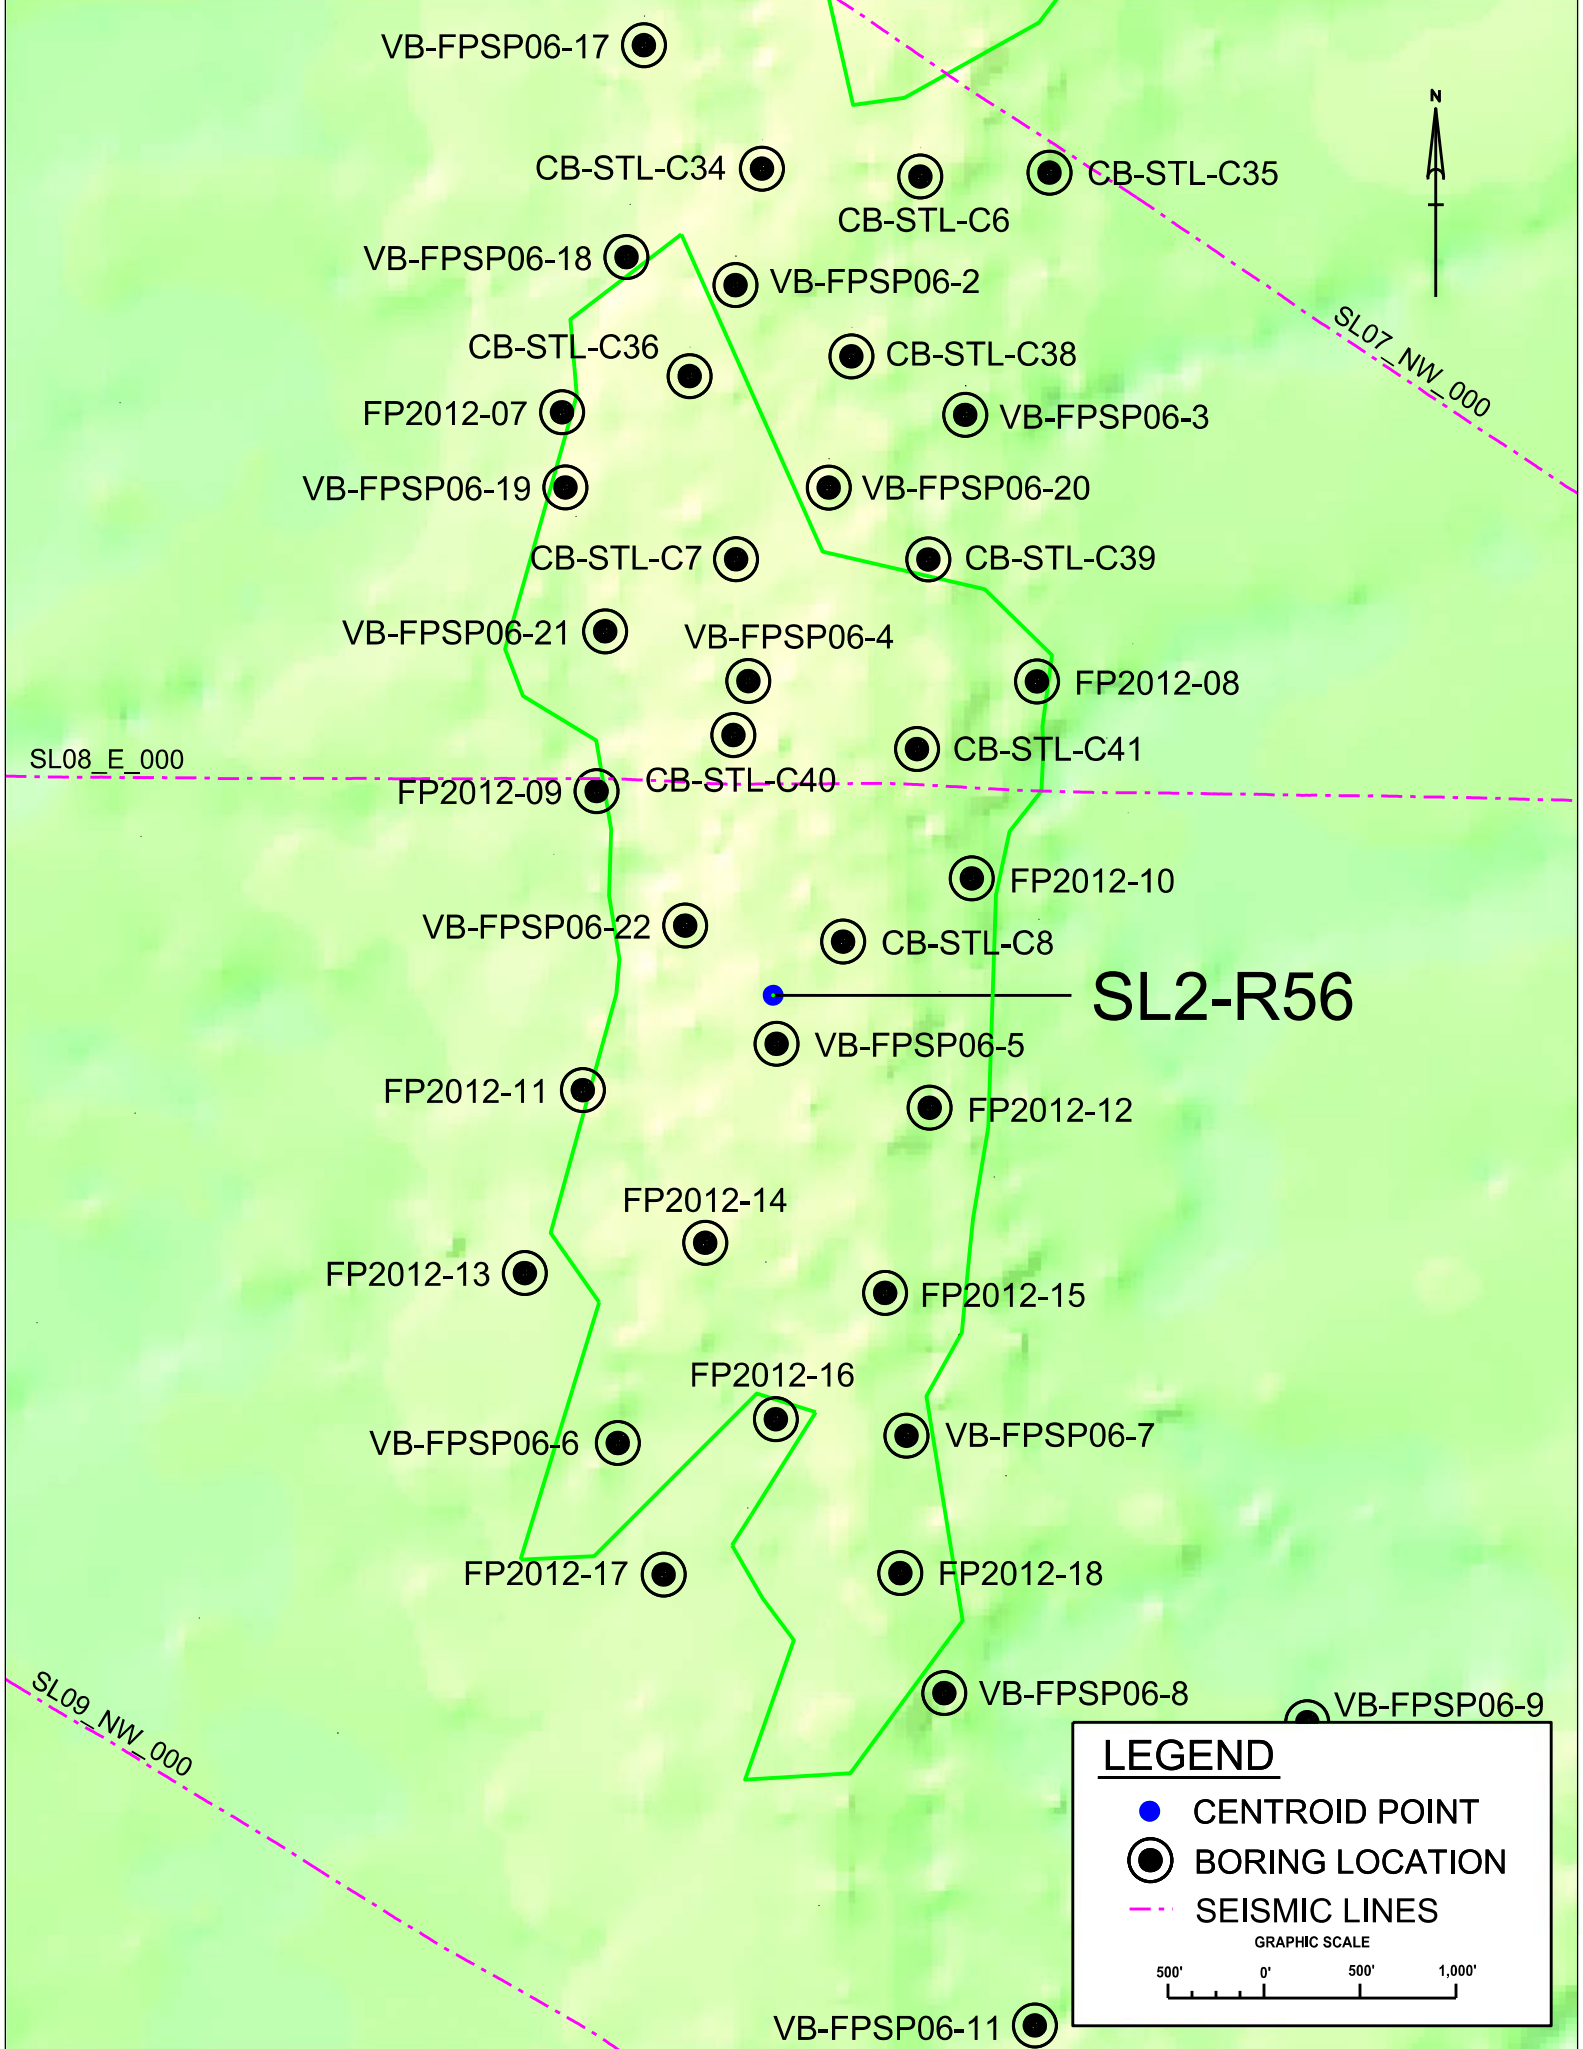 VB-FPSP06-17
N
CB-STL-C34
CB-STL-C35
CB-STL-C6
VB-FPSP06-18
VB-FPSP06-2
SL07_NW_000
CB-STL-C36
CB-STL-C38
FP2012-07
VB-FPSP06-3
VB-FPSP06-19
VB-FPSP06-20
CB-STL-C7
CB-STL-C39
VB-FPSP06-21
VB-FPSP06-4
FP2012-08
CB-STL-C41
SL08_E_000
CB-STL-C40
FP2012-09
FP2012-10
VB-FPSP06-22
CB-STL-C8
SL2-R56
VB-FPSP06-5
FP2012-11
FP2012-12
FP2012-14
FP2012-13
FP2012-15
FP2012-16
VB-FPSP06-6
VB-FPSP06-7
FP2012-17
FP2012-18
SL09_NW_000
VB-FPSP06-8
VB-FPSP06-9
LEGEND
CENTROID POINT
BORING LOCATION
SEISMIC LINES
GRAPHIC SCALE
500' 0' 500' 1,000'
VB-FPSP06-11